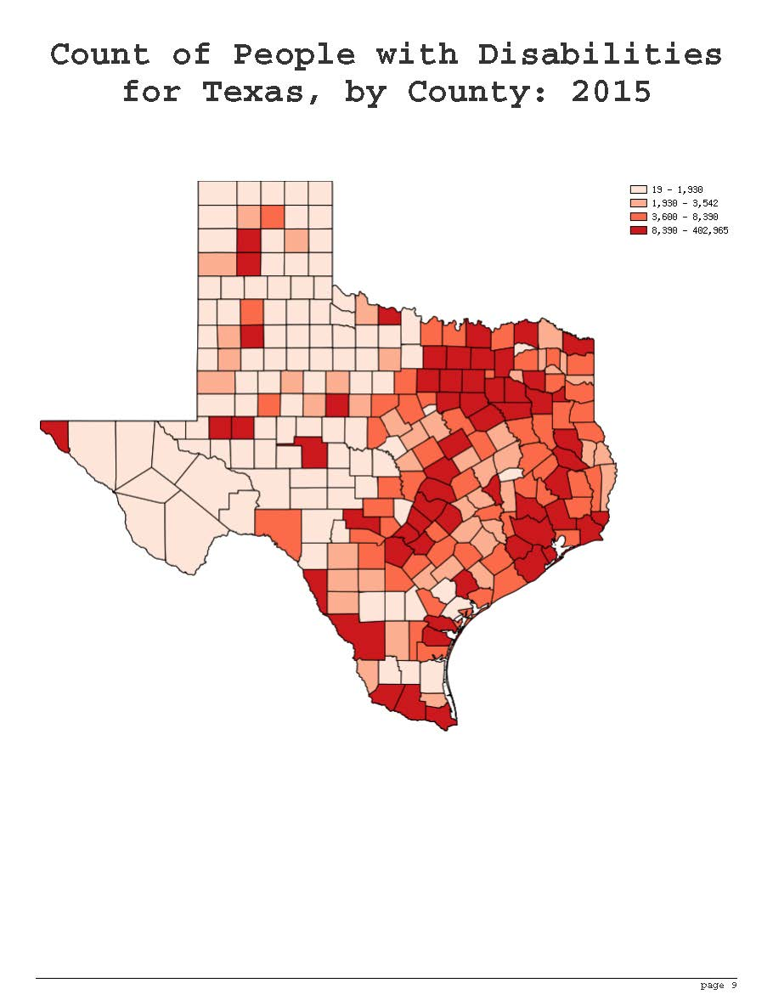 Count of People with Disabilities
for Texas, by County: 2015
19 - 1,930
1,930 - 3,542
3,600 - 8,390
8,390 - 402,965
page 9